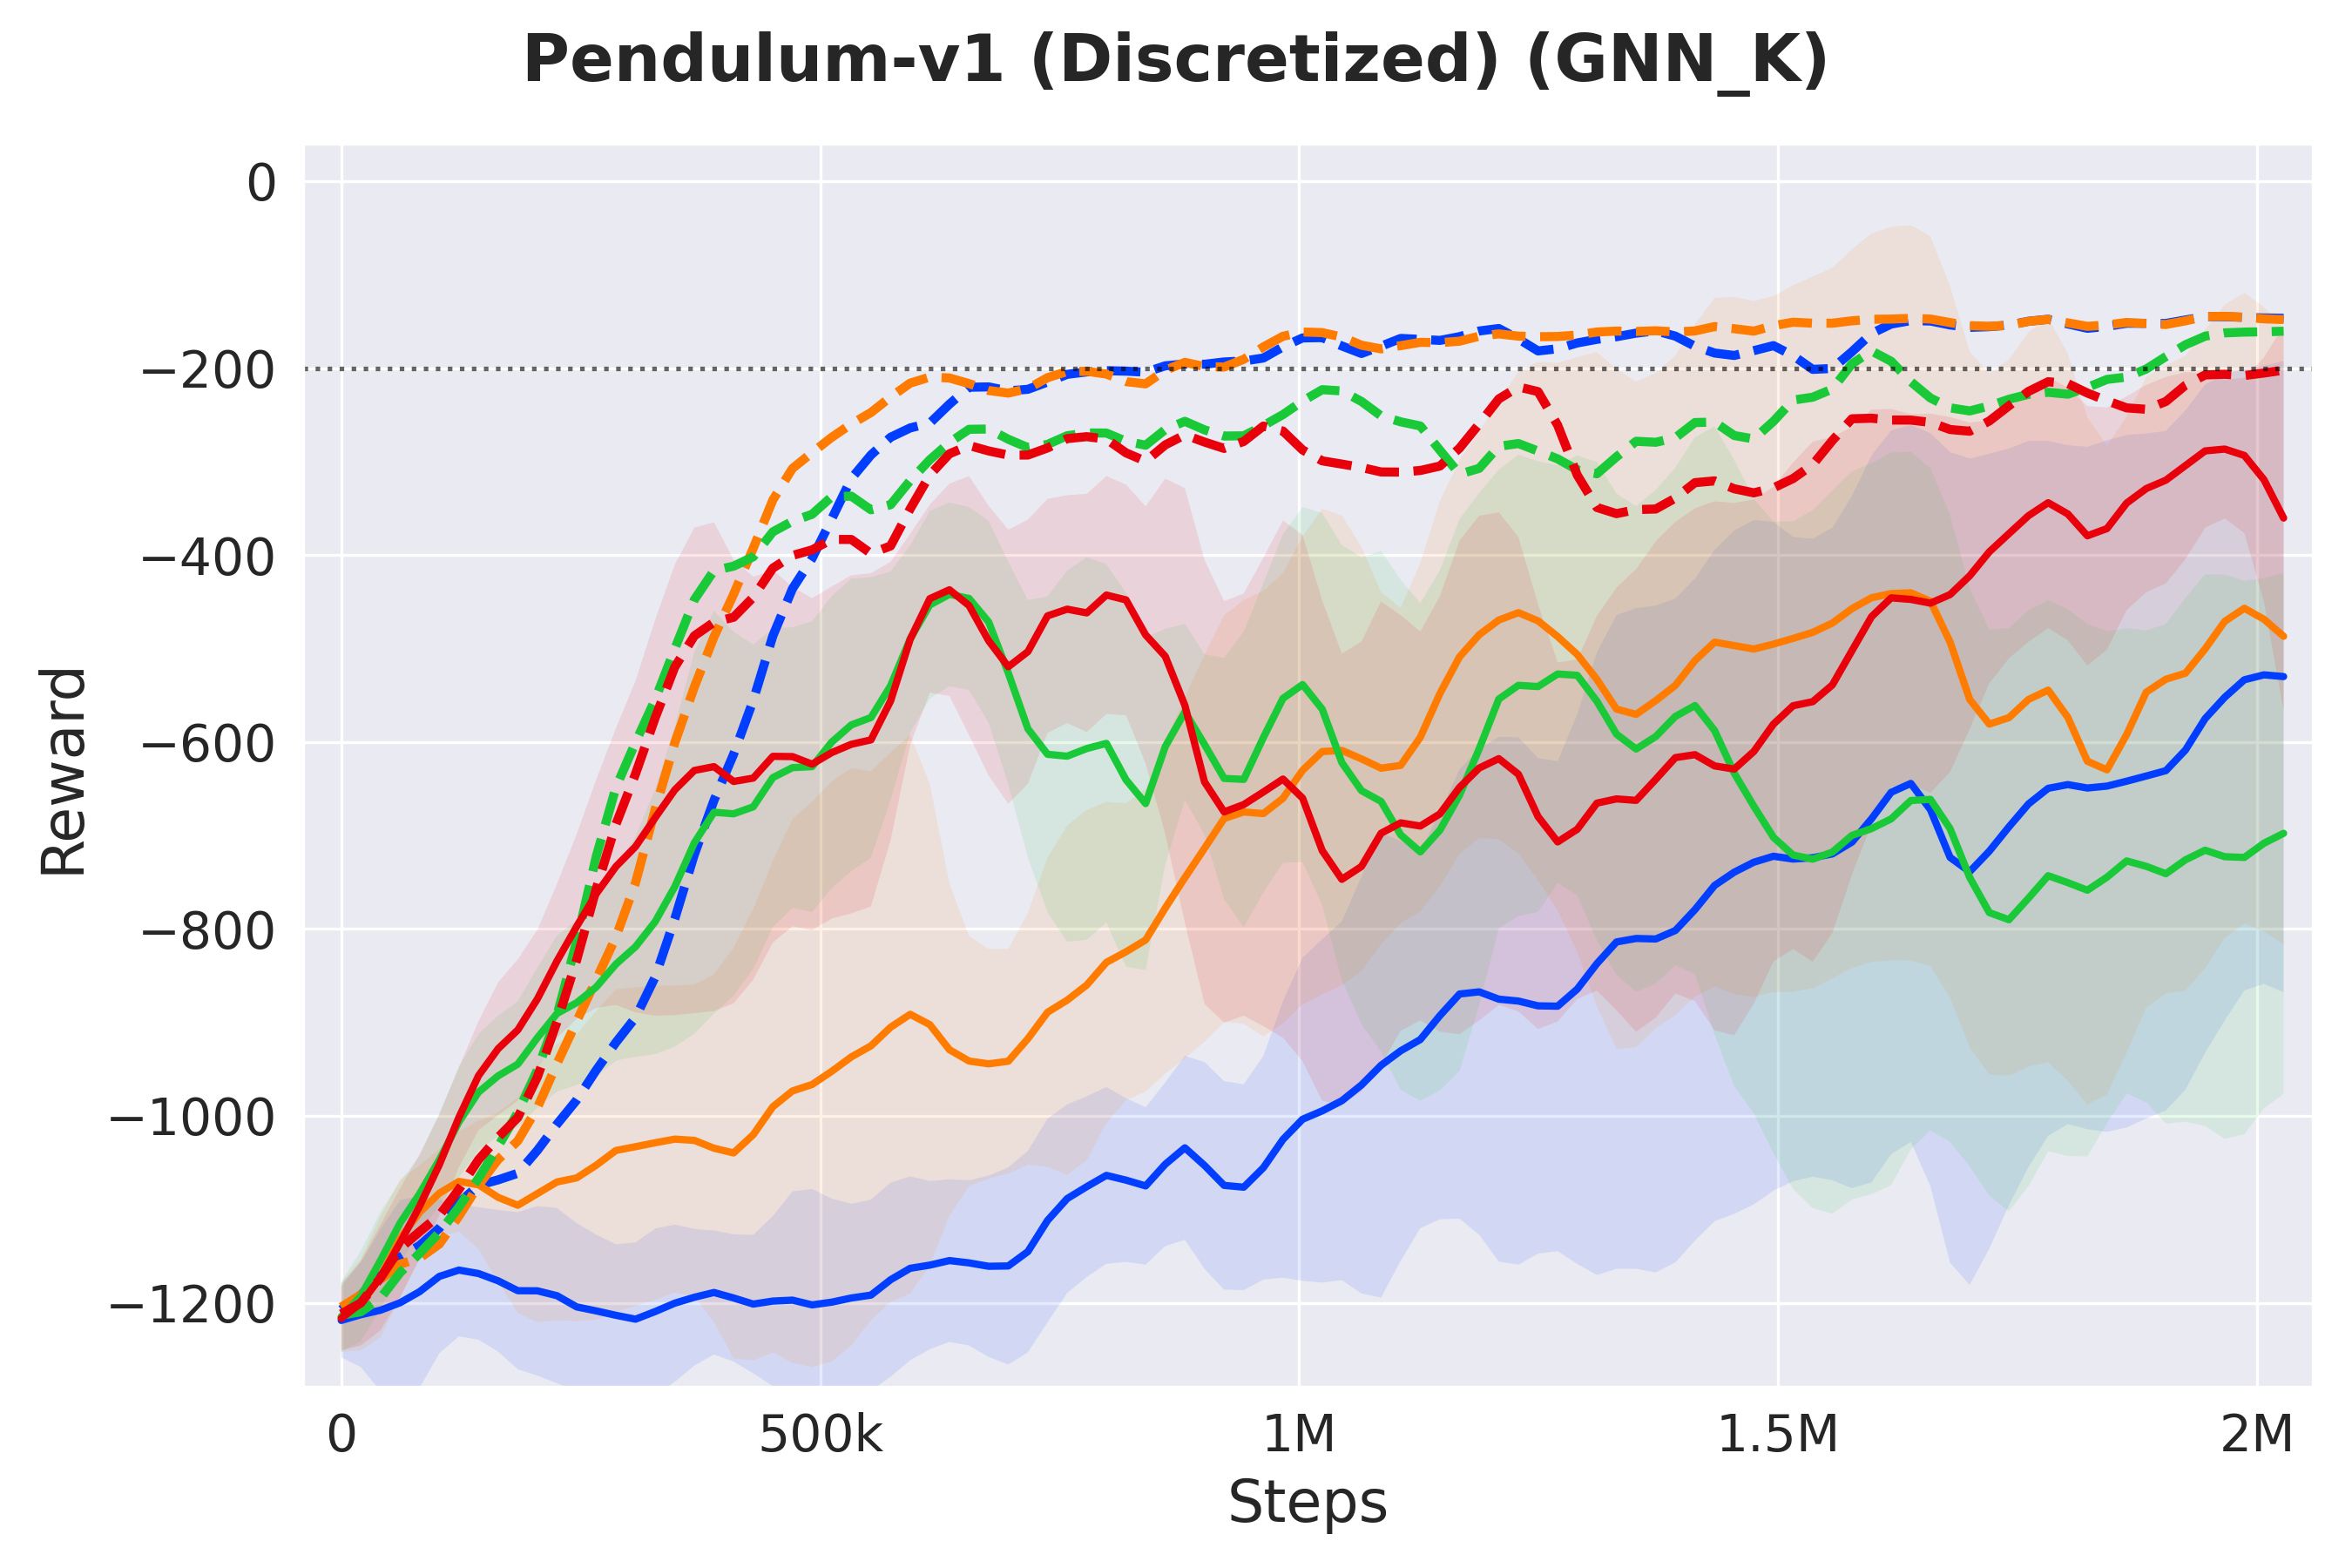 Pendulum-v1 (Discretized) (GNN_K)
0
−200
−400
−600
−800
−1000
−1200
Reward
0 500k 1M 1.5M 2M
Steps